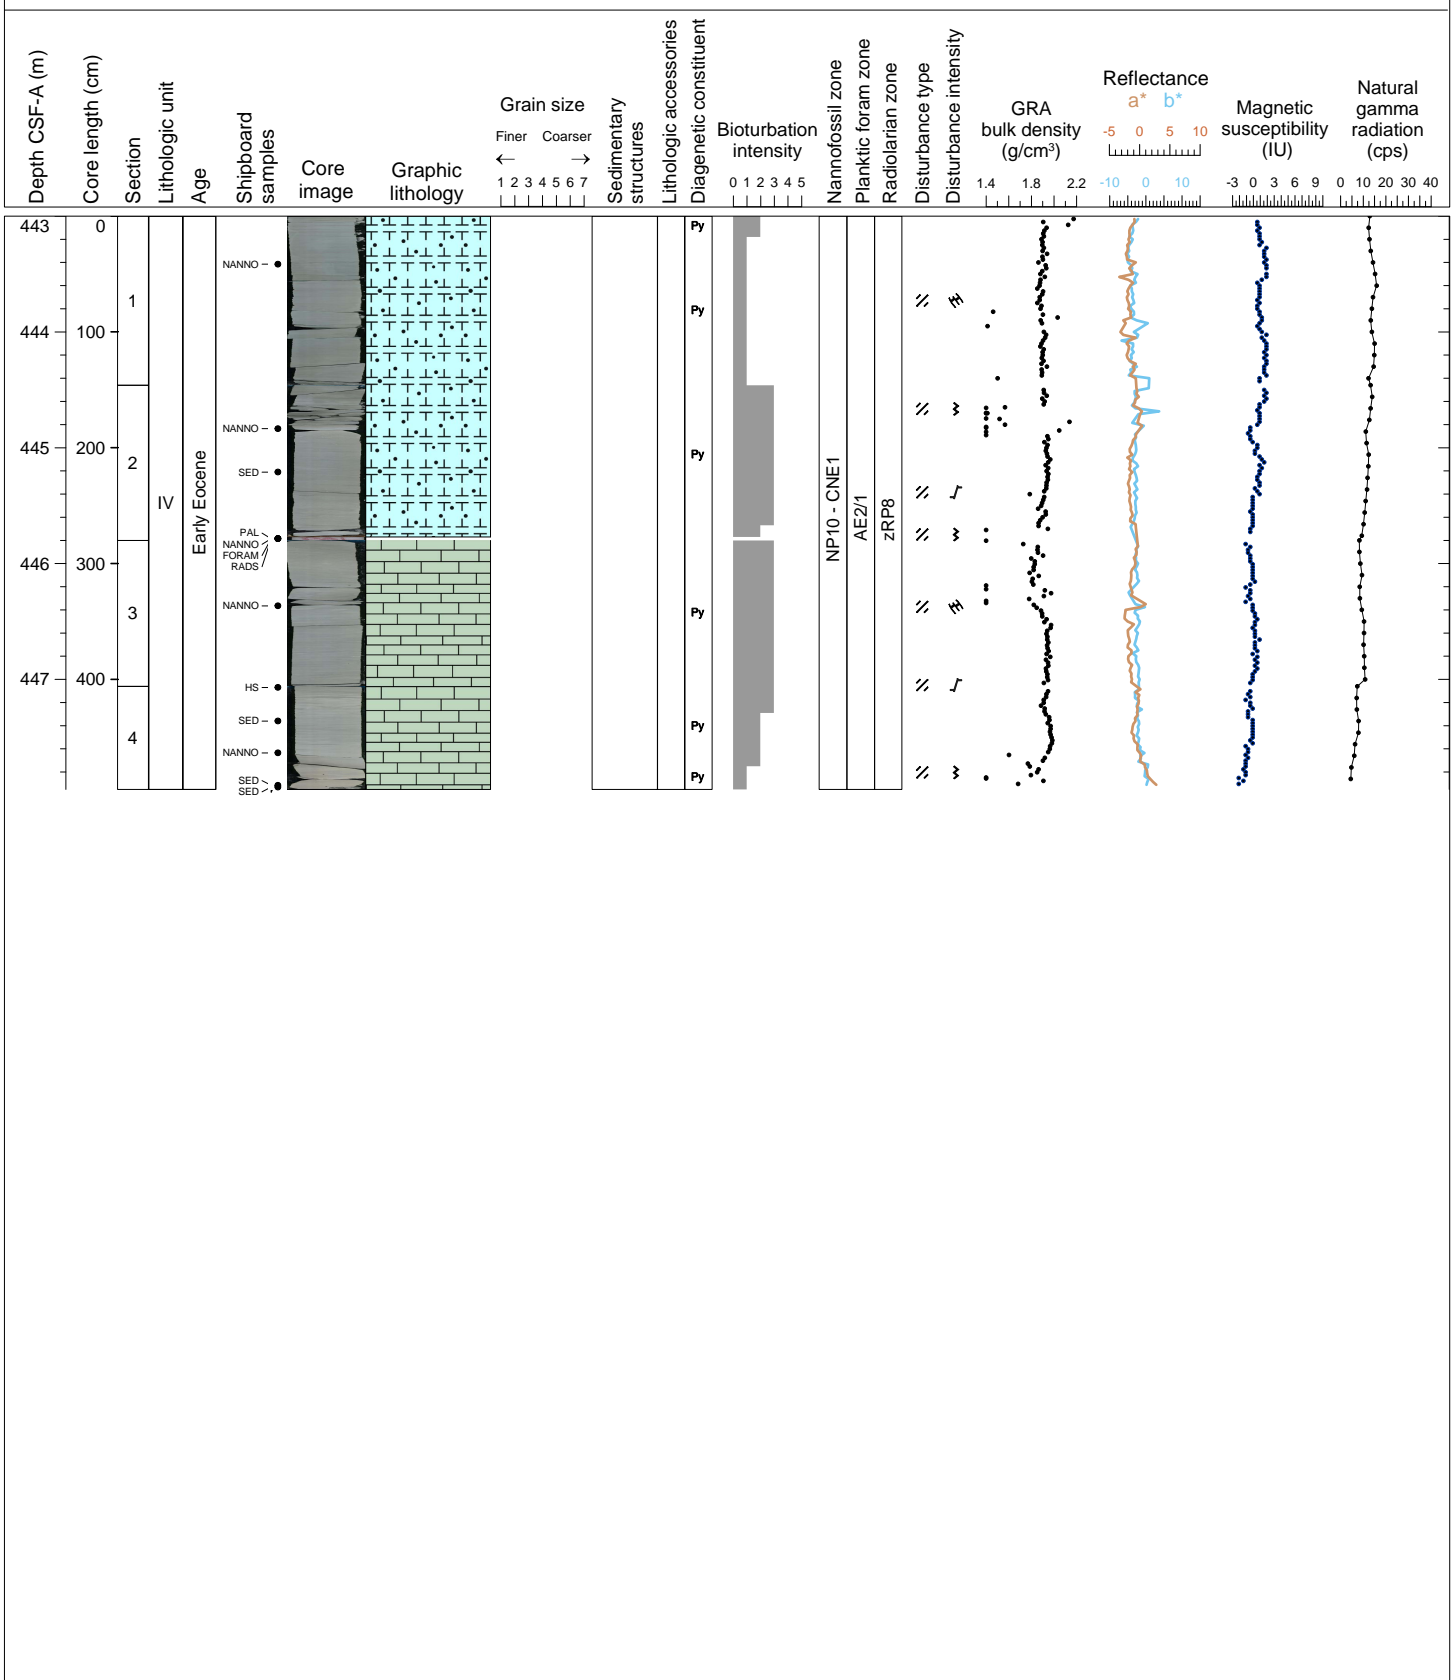 Depth CSF-A (m)
Core length (cm)
Section
Lithologic unit
Age
Shipboard
samples
Core
image
Graphic
lithology
Grain size
Finer Coarser
← →
1 2 3 4 5 6 7
Sedimentary
structures
Lithologic accessories
Diagenetic constituent
Bioturbation
intensity
0 1 2 3 4 5
Nannofossil zone
Planktic foram zone
Radiolarian zone
Disturbance type
Disturbance intensity
GRA
bulk density
(g/cm³)
1.4 1.8 2.2
Reflectance
a* b*
-5 0 5 10
-10 0 10
Magnetic
susceptibility
(IU)
-3 0 3 6 9
Natural
gamma
radiation
(cps)
0 10 20 30 40
443
444
445
446
447
0
100
200
300
400
1
2
3
4
IV
Early Eocene
NANNO
NANNO
SED
PAL
NANNO
FORAM
RADS
NANNO
HS
SED
NANNO
SED
SED
Py
Py
Py
Py
Py
Py
NP10 - CNE1
AE2/1
zRP8